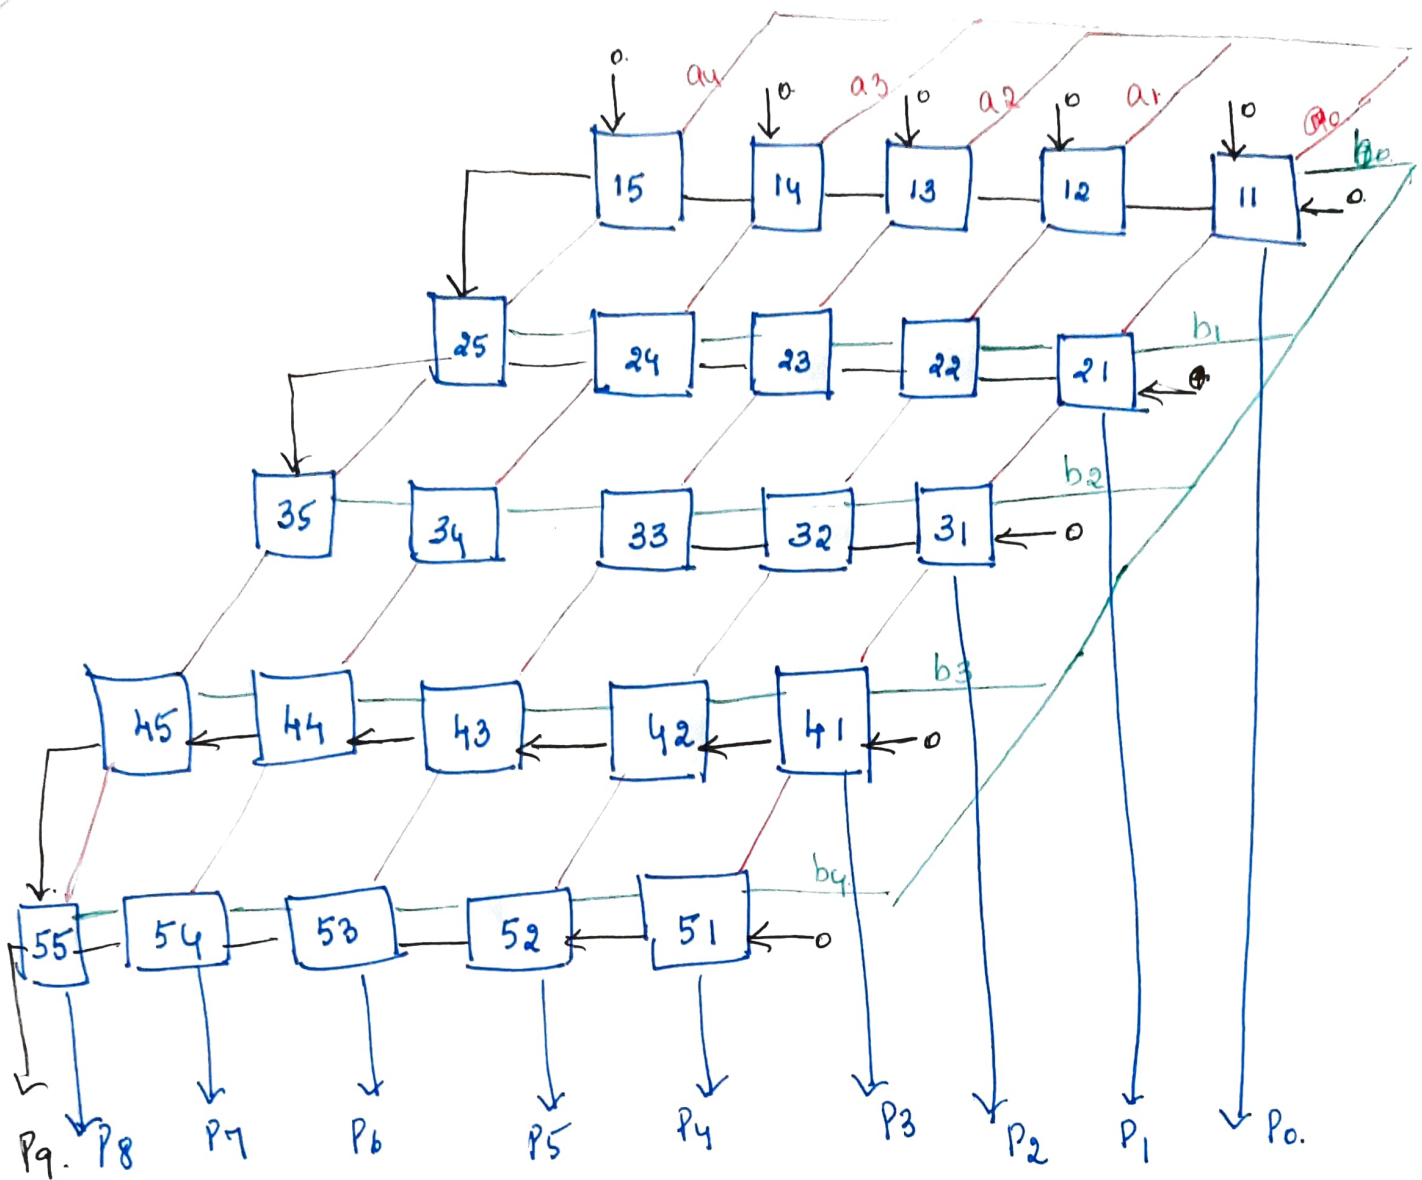 0. a4 0 a3 0 a2 0 a1 0 a0
b0
15 14 13 12 11 0.
b1
25 24 23 22 21
b2
35 34 33 32 31 0
b3
45 44 43 42 41 0
b4.
55 54 53 52 51 0
P9. P8 P7 P6 P5 P4 P3 P2 P1 P0.